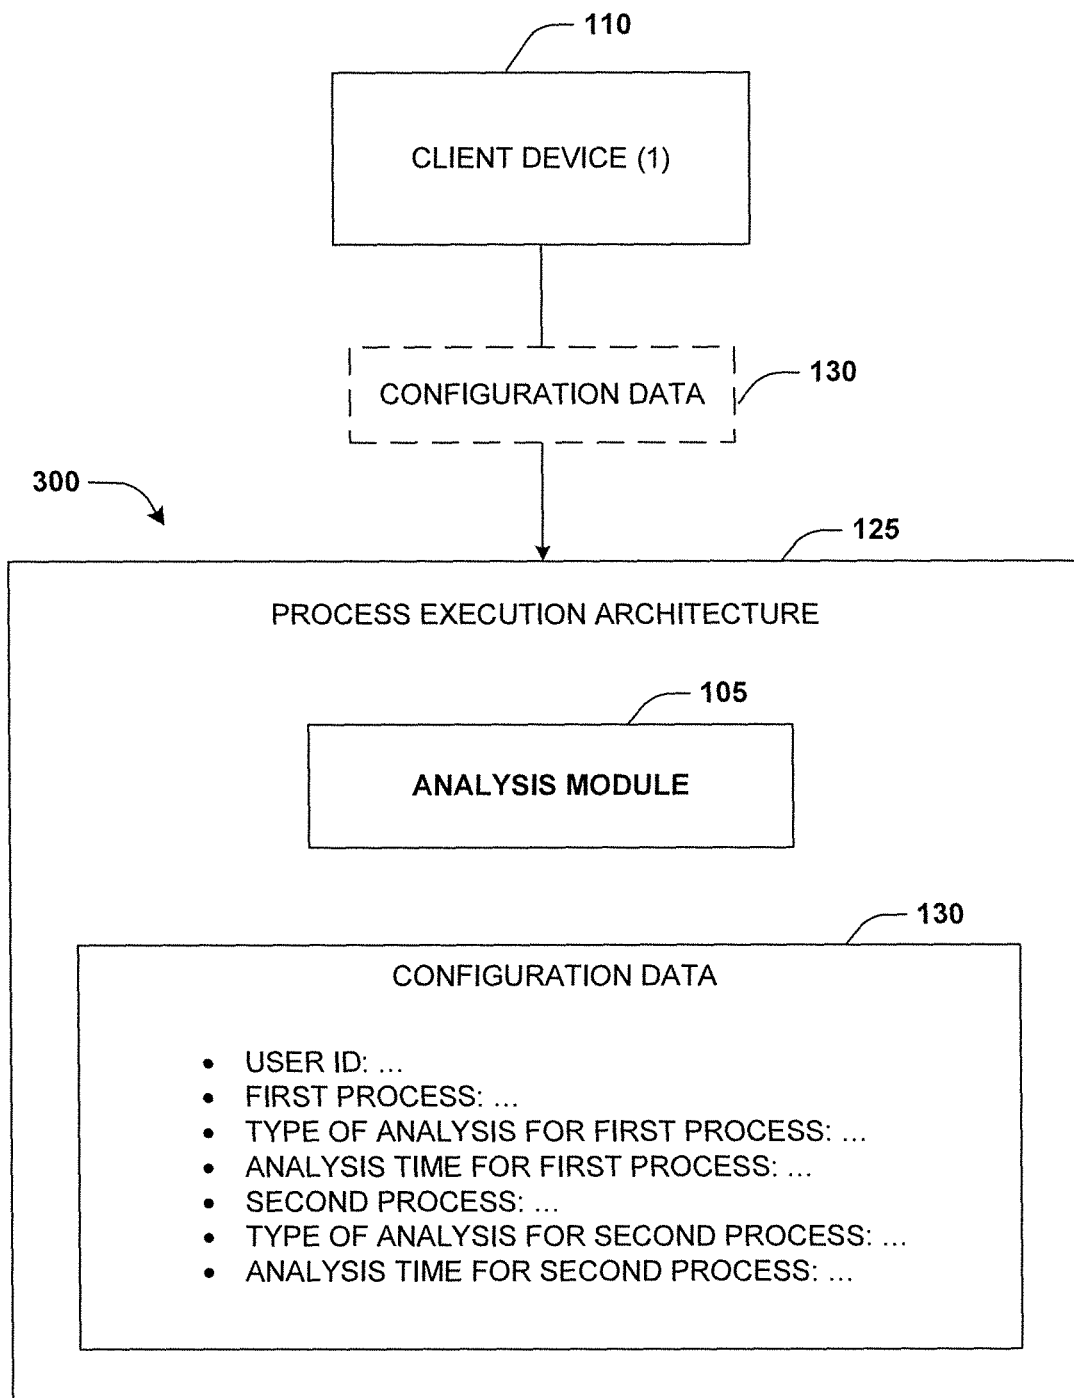 110
CLIENT DEVICE (1)
CONFIGURATION DATA
130
300
125
PROCESS EXECUTION ARCHITECTURE
105
ANALYSIS MODULE
130
CONFIGURATION DATA
• USER ID: ...
• FIRST PROCESS: ...
• TYPE OF ANALYSIS FOR FIRST PROCESS: ...
• ANALYSIS TIME FOR FIRST PROCESS: ...
• SECOND PROCESS: ...
• TYPE OF ANALYSIS FOR SECOND PROCESS: ...
• ANALYSIS TIME FOR SECOND PROCESS: ...